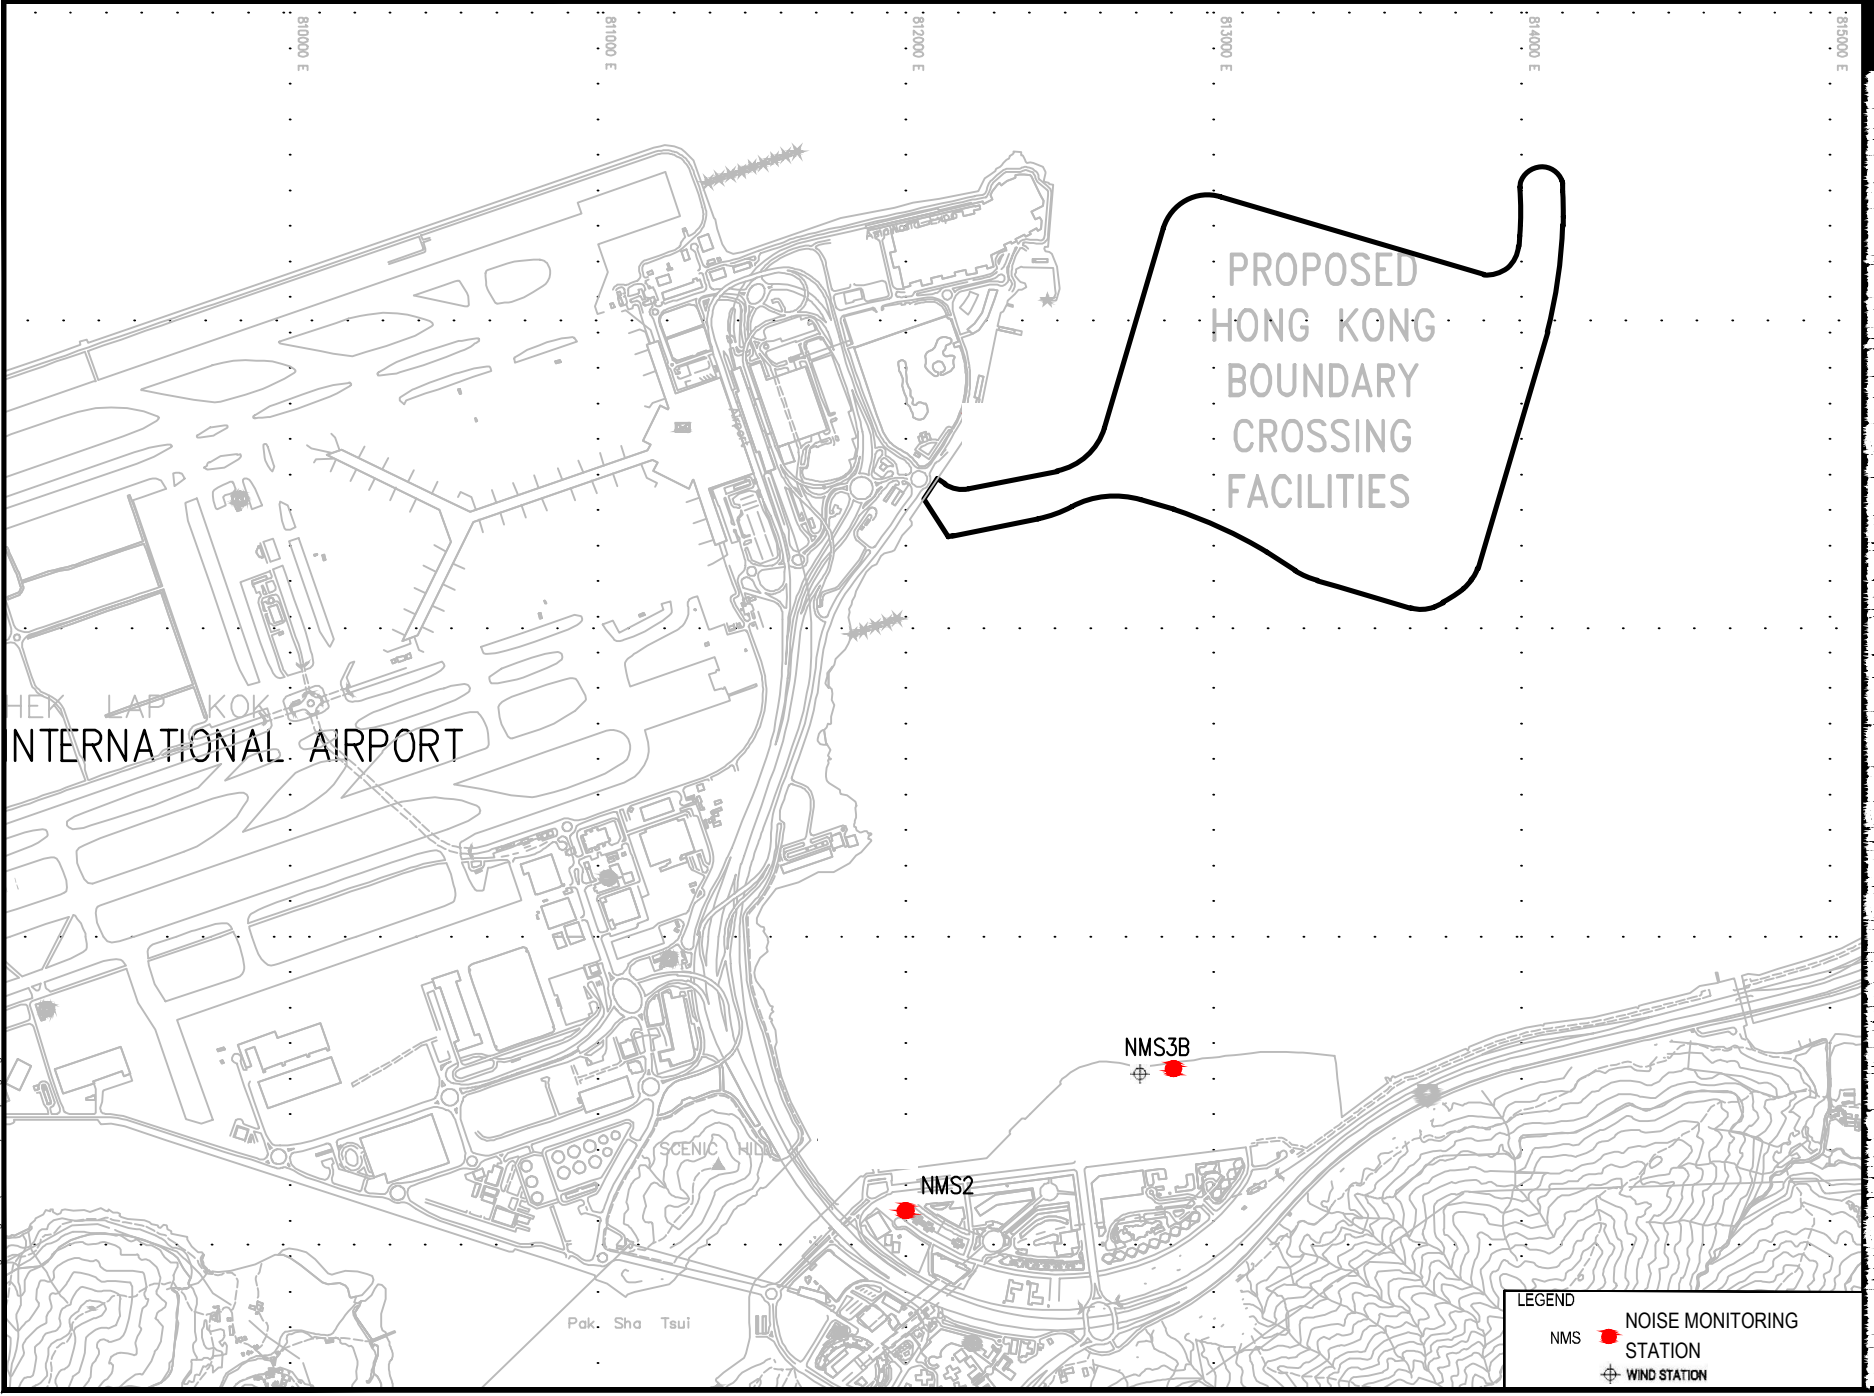 810000 E
811000 E
812000 E
813000 E
814000 E
815000 E
Airport
PROPOSED
HONG KONG
BOUNDARY
CROSSING
FACILITIES
HEK LAP KOK
INTERNATIONAL AIRPORT
NMS3B
SCENIC HILL
NMS2
Pak Sha Tsui
LEGEND
NMS NOISE MONITORING
STATION
WIND STATION